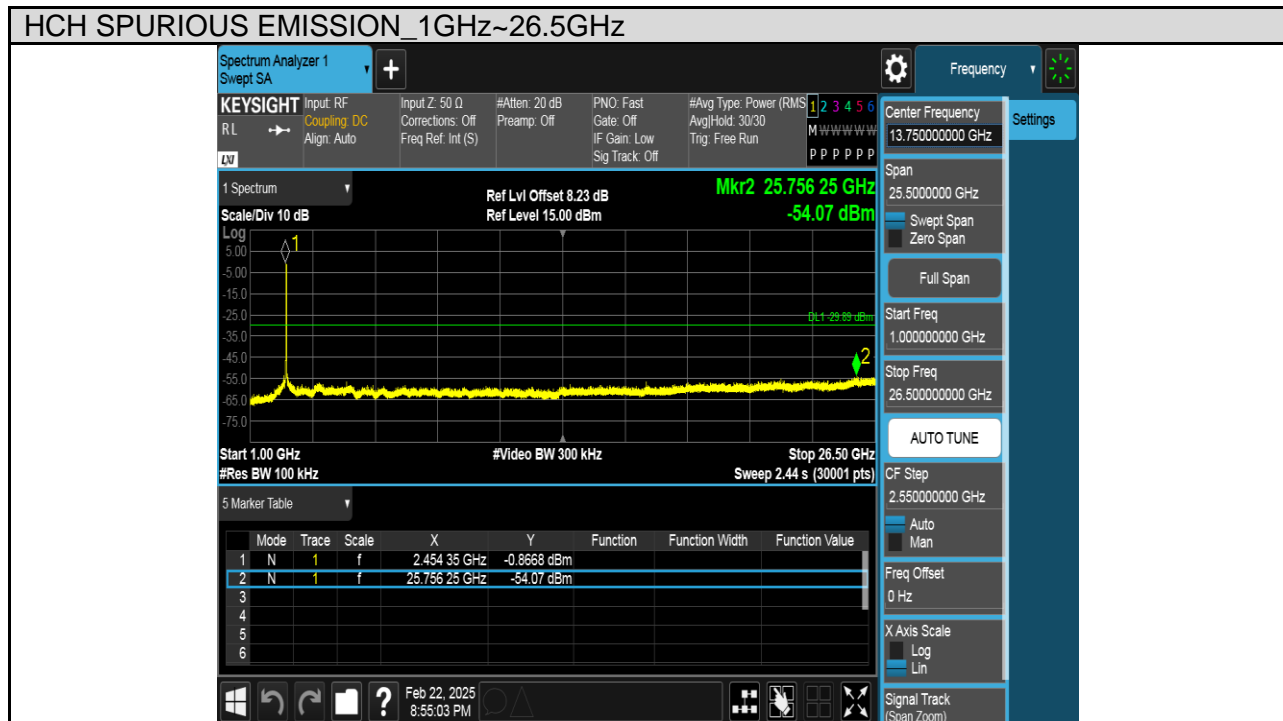 HCH SPURIOUS EMISSION_1GHz~26.5GHz
Spectrum Analyzer 1
Swept SA
+
Frequency
KEYSIGHT
RL
LXI
Input: RF
Coupling: DC
Align: Auto
Input Z: 50 Ω
Corrections: Off
Freq Ref: Int (S)
#Atten: 20 dB
Preamp: Off
PNO: Fast
Gate: Off
IF Gain: Low
Sig Track: Off
#Avg Type: Power (RMS
Avg|Hold: 30/30
Trig: Free Run
1 2 3 4 5 6
M W W W W W
P P P P P P
Center Frequency
13.750000000 GHz
Settings
Span
25.5000000 GHz
Swept Span
Zero Span
Full Span
Start Freq
1.000000000 GHz
Stop Freq
26.500000000 GHz
AUTO TUNE
CF Step
2.550000000 GHz
Auto
Man
Freq Offset
0 Hz
X Axis Scale
Log
Lin
Signal Track
(Span Zoom)
1 Spectrum
Ref Lvl Offset 8.23 dB
Mkr2 25.756 25 GHz
Scale/Div 10 dB
Ref Level 15.00 dBm
-54.07 dBm
Log
1
5.00
-5.00
-15.0
-25.0
DL1 -29.89 dBm
-35.0
-45.0
2
-55.0
-65.0
-75.0
Start 1.00 GHz
#Video BW 300 kHz
Stop 26.50 GHz
#Res BW 100 kHz
Sweep 2.44 s (30001 pts)
5 Marker Table
Mode Trace Scale X Y Function Function Width Function Value
1 N 1 f 2.454 35 GHz -0.8668 dBm
2 N 1 f 25.756 25 GHz -54.07 dBm
3
4
5
6
?
Feb 22, 2025
8:55:03 PM